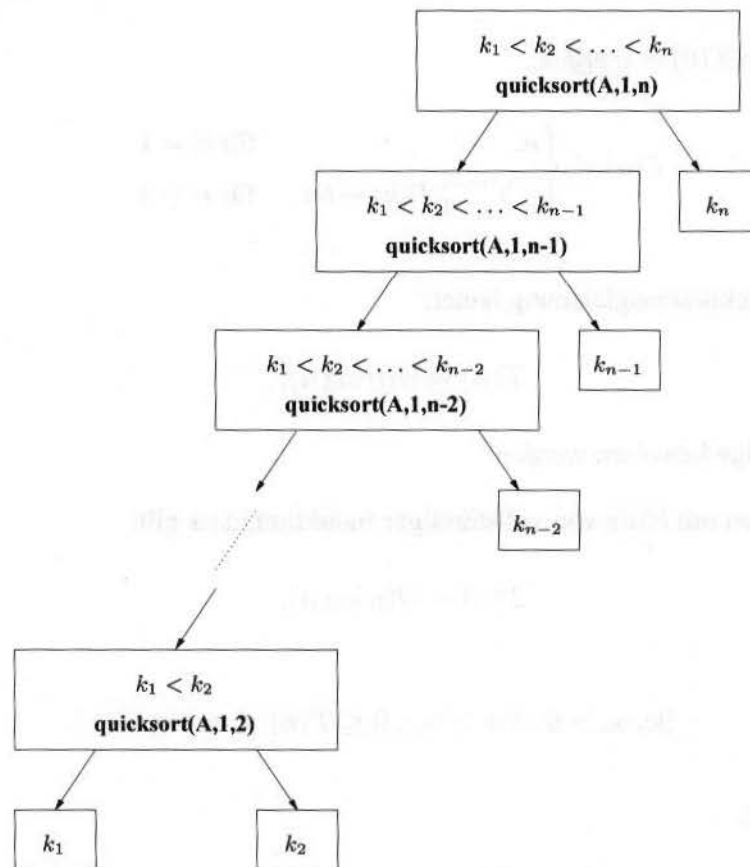 k₁ < k₂ < ... < kₙ
quicksort(A,1,n)
k₁ < k₂ < ... < kₙ₋₁
quicksort(A,1,n-1)
kₙ
k₁ < k₂ < ... < kₙ₋₂
quicksort(A,1,n-2)
kₙ₋₁
kₙ₋₂
k₁ < k₂
quicksort(A,1,2)
k₁
k₂